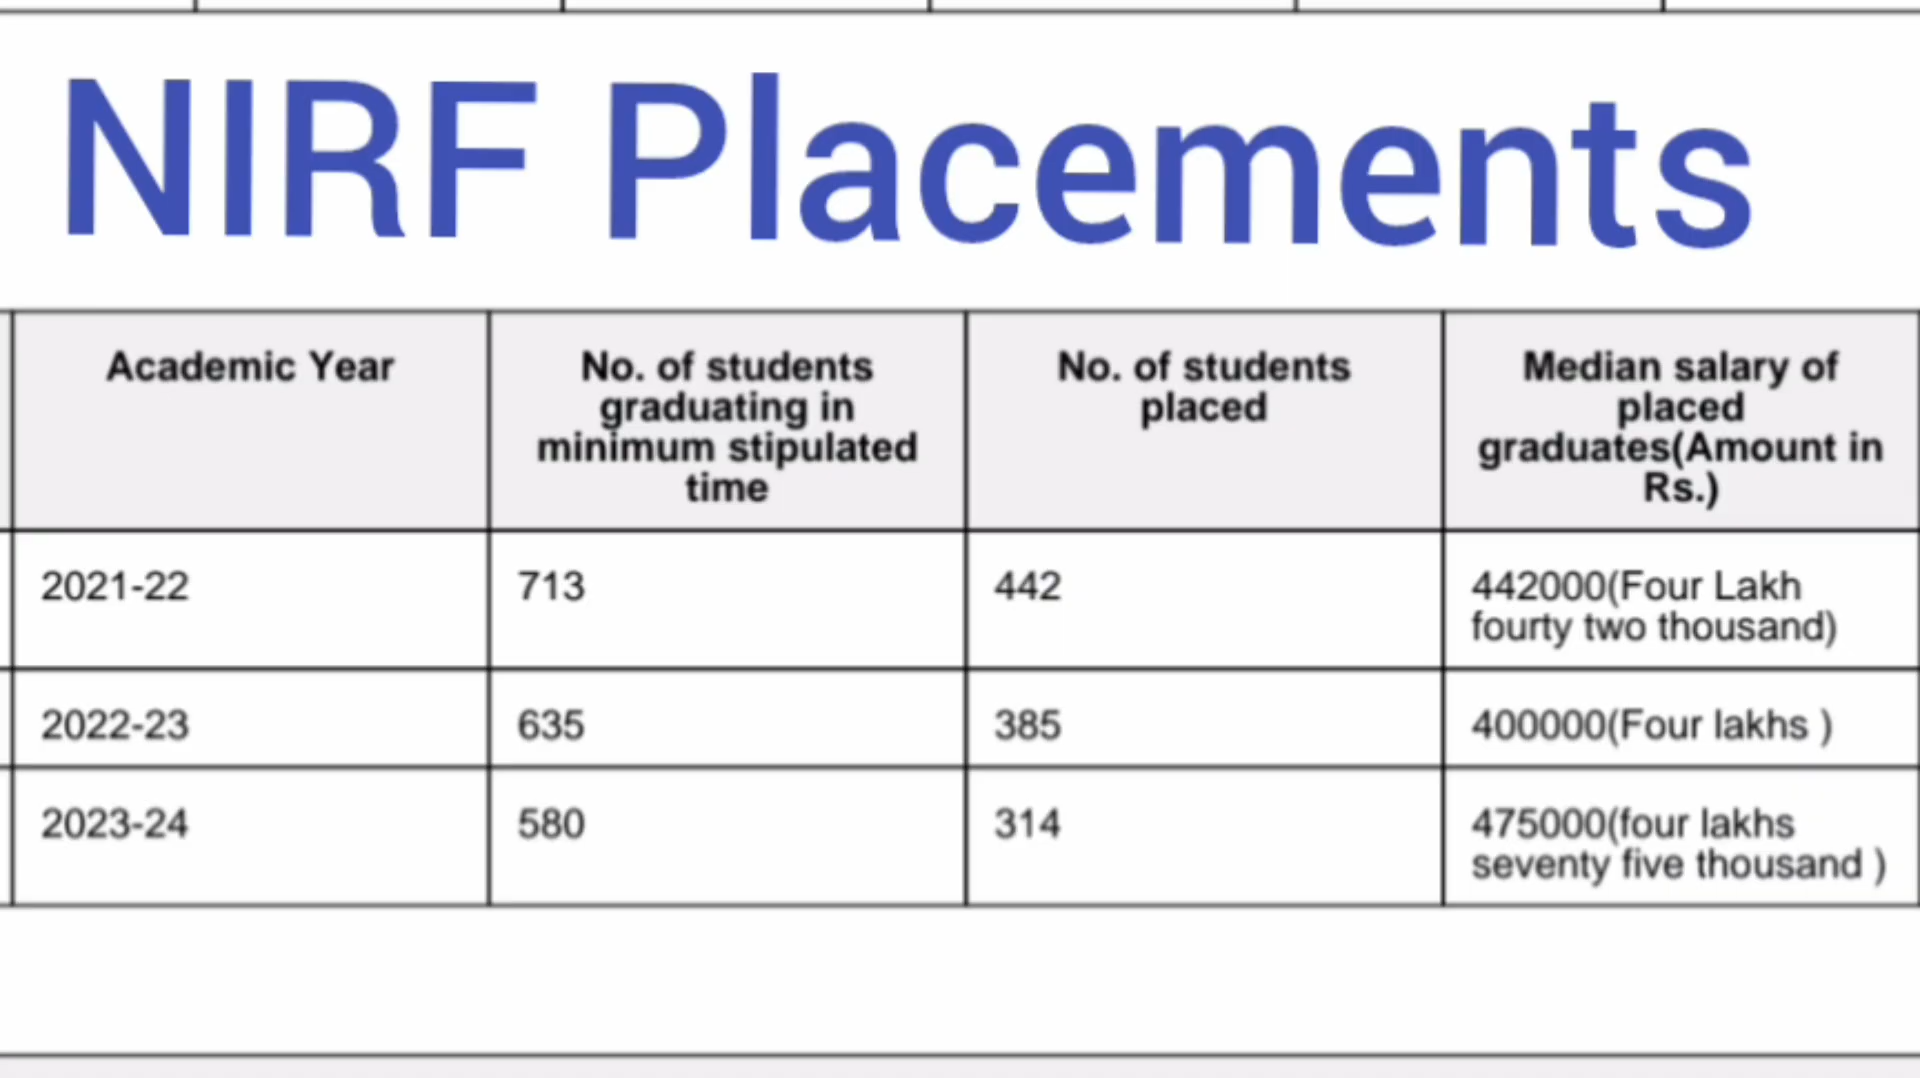 NIRF Placements
Academic Year
No. of students
graduating in
minimum stipulated
time
No. of students
placed
Median salary of
placed
graduates(Amount in
Rs.)
2021-22
713
442
442000(Four Lakh
fourty two thousand)
2022-23
635
385
400000(Four lakhs )
2023-24
580
314
475000(four lakhs
seventy five thousand )